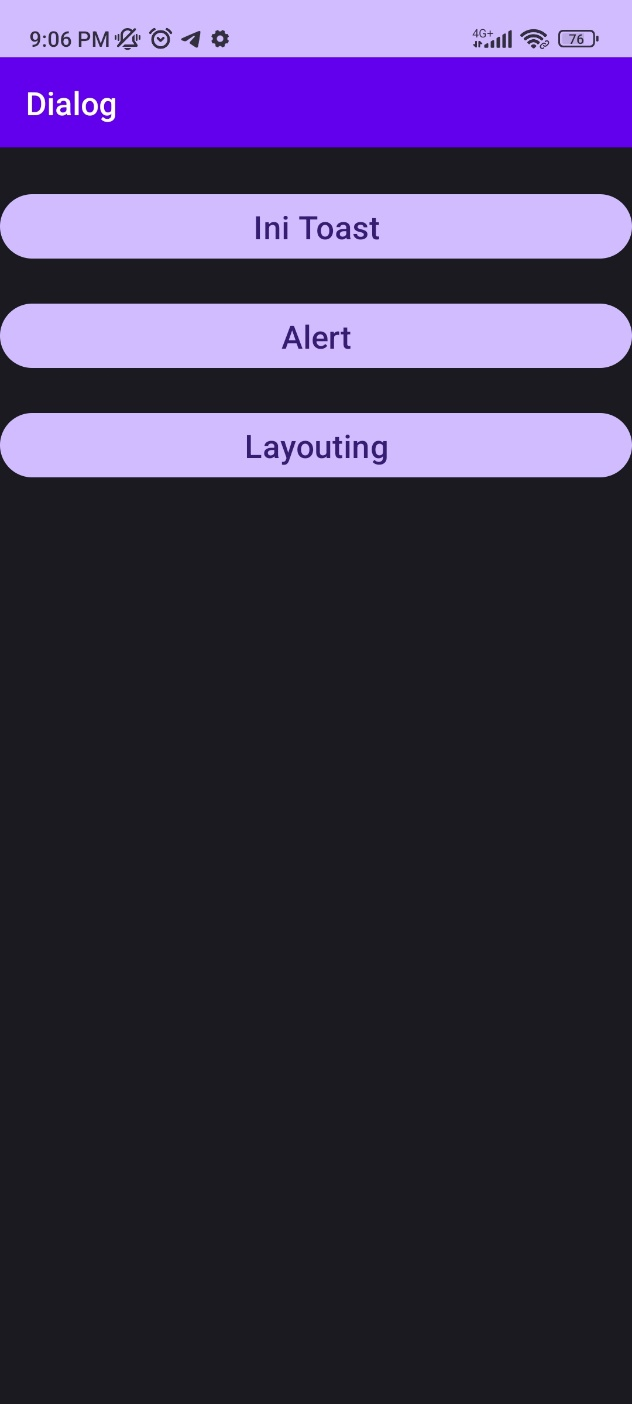 9:06 PM 4G+ 76
Dialog
Ini Toast
Alert
Layouting